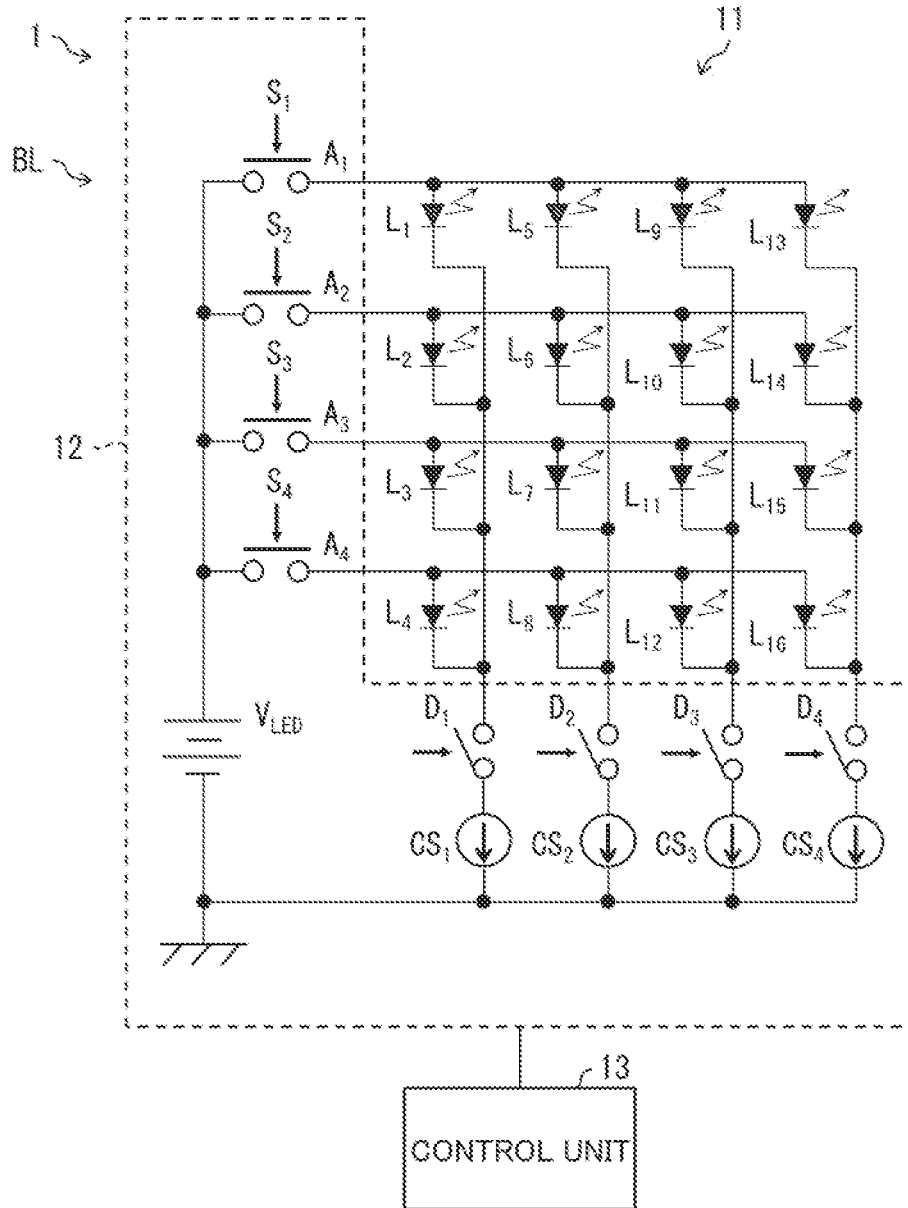 1
11
BL
S₁
A₁
L₁ L₅ L₉ L₁₃
S₂
A₂
L₂ L₆ L₁₀ L₁₄
S₃
A₃
12
L₃ L₇ L₁₁ L₁₅
S₄
A₄
L₄ L₈ L₁₂ L₁₆
V_LED
D₁ D₂ D₃ D₄
CS₁ CS₂ CS₃ CS₄
13
CONTROL UNIT